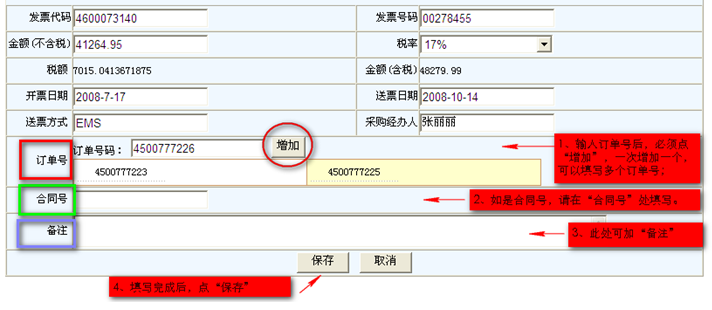 发票代码 4600073140 发票号码 00278455
金额(不含税) 41264.95 税率 17%
税额 7015.0413671875 金额(含税) 48279.99
开票日期 2008-7-17 送票日期 2008-10-14
送票方式 EMS 采购经办人 张丽丽
订单号 订单号码： 4500777226 增加
4500777223 4500777225
1、输入订单号后，必须点
“增加”，一次增加一个，
可以填写多个订单号；
合同号
2、如是合同号，请在“合同号”处填写。
备注
3、此处可加“备注”
保存 取消
4、填写完成后，点“保存”